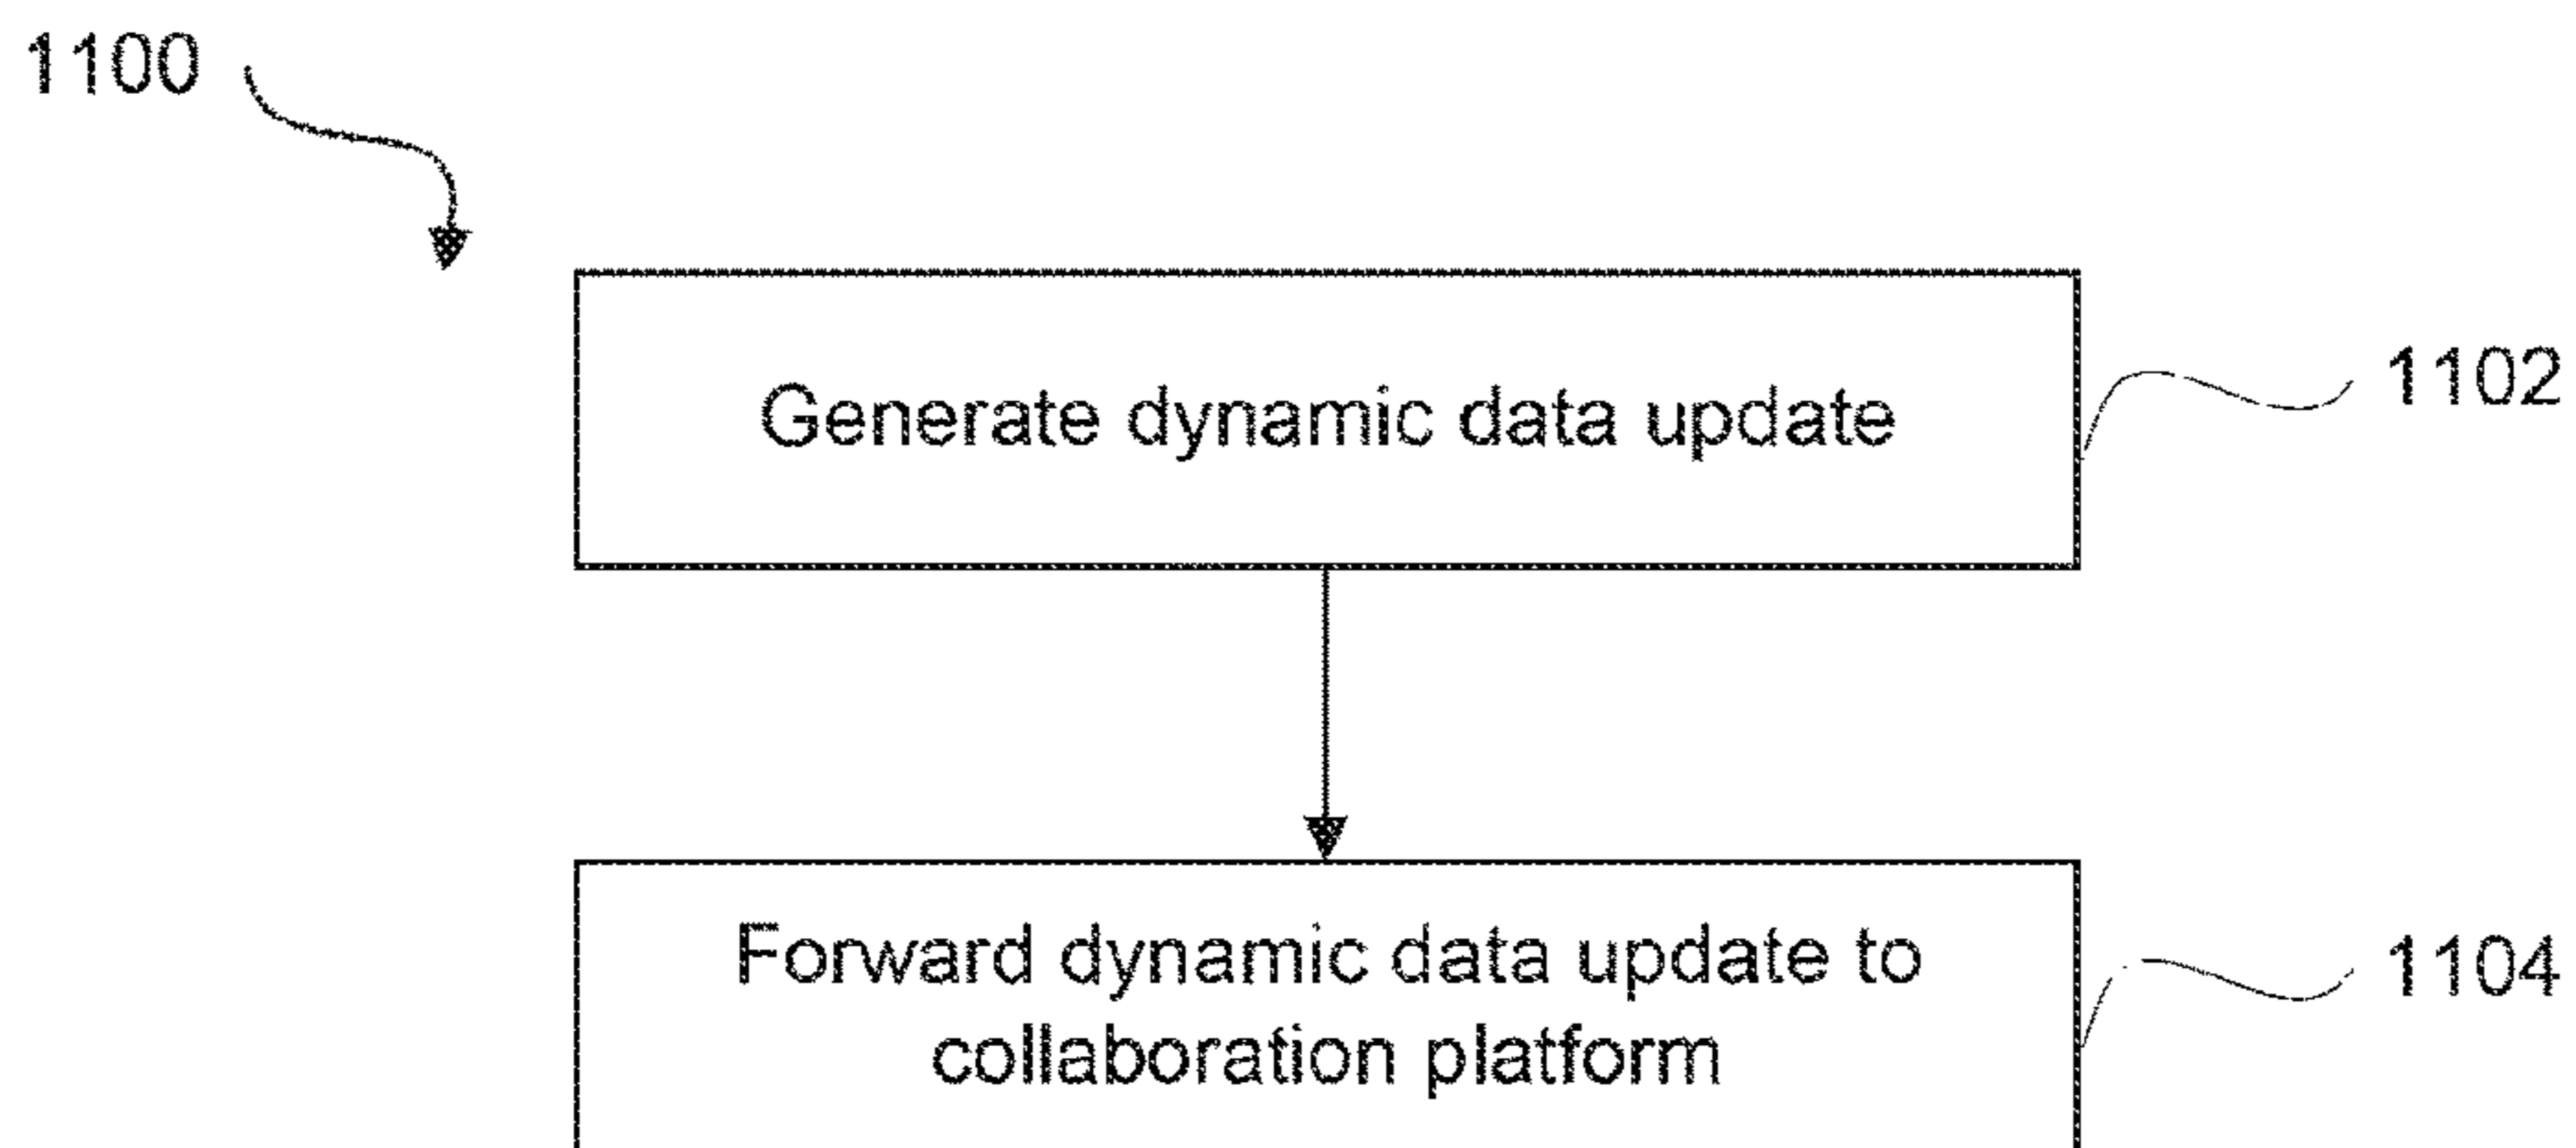 1100
Generate dynamic data update
1102
Forward dynamic data update to
collaboration platform
1104